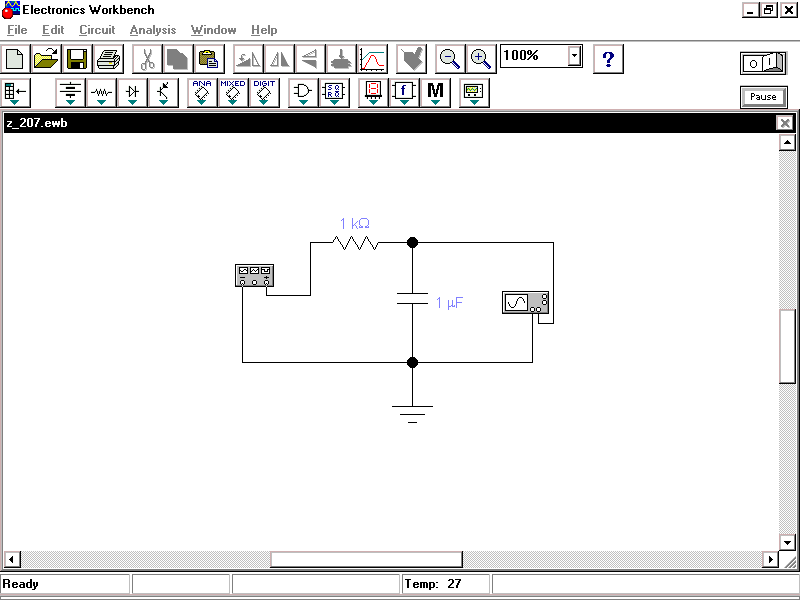 Electronics Workbench
File Edit Circuit Analysis Window Help
100% ?
ANA MIXED DIGIT f M Pause
z_207.ewb
1 kΩ
1 µF
Ready Temp: 27